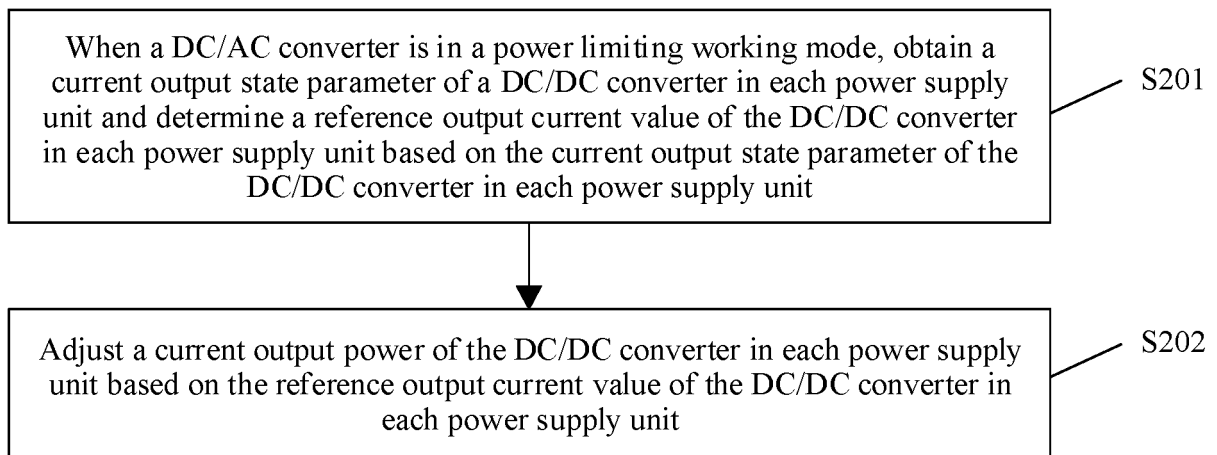 When a DC/AC converter is in a power limiting working mode, obtain a
current output state parameter of a DC/DC converter in each power supply
unit and determine a reference output current value of the DC/DC converter
in each power supply unit based on the current output state parameter of the
DC/DC converter in each power supply unit
S201
Adjust a current output power of the DC/DC converter in each power supply
unit based on the reference output current value of the DC/DC converter in
each power supply unit
S202